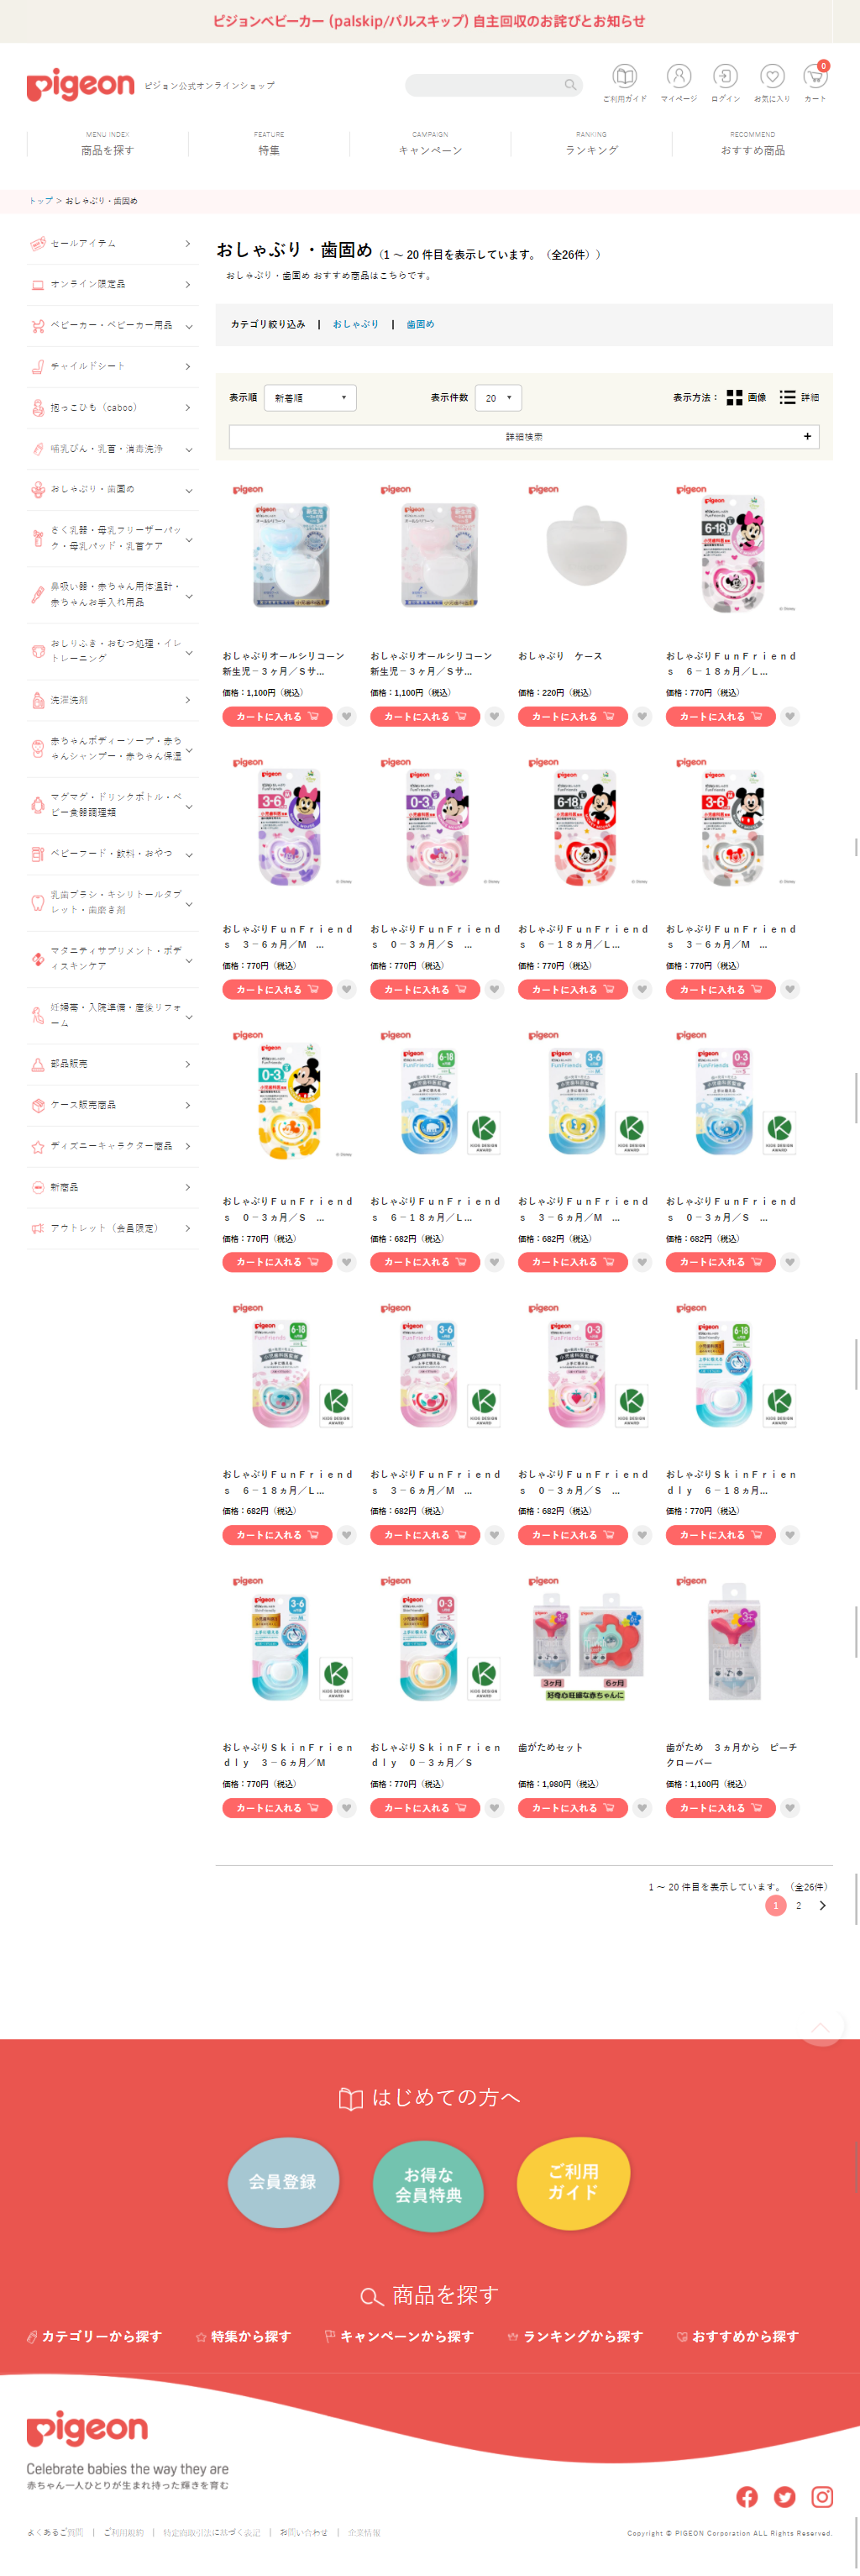 ピジョンベビーカー (palskip/パルスキップ) 自主回収のお詫びとお知らせ
pigeon ピジョン公式オンラインショップ
ご利用ガイド マイページ ログイン お気に入り カート 0
MENU INDEX FEATURE CAMPAIGN RANKING RECOMMEND
商品を探す 特集 キャンペーン ランキング おすすめ商品
トップ > おしゃぶり・歯固め
セールアイテム
オンライン限定品
ベビーカー・ベビーカー用品
チャイルドシート
抱っこひも（caboo）
哺乳びん・乳首・消毒洗浄
おしゃぶり・歯固め
さく乳器・母乳フリーザーパッ
ク・母乳パッド・乳首ケア
鼻吸い器・赤ちゃん用体温計・
赤ちゃんお手入れ用品
おしりふき・おむつ処理・イレ
トレーニング
洗濯洗剤
赤ちゃんボディーソープ・赤ち
ゃんシャンプー・赤ちゃん保湿
マグマグ・ドリンクボトル・ベ
ビー食器調理類
ベビーフード・飲料・おやつ
乳歯ブラシ・キシリトールタブ
レット・歯磨き剤
マタニティサプリメント・ボデ
ィスキンケア
妊婦帯・入院準備・産後リフォ
ーム
部品販売
ケース販売商品
ディズニーキャラクター商品
新商品
アウトレット（会員限定）
おしゃぶり・歯固め（1 ～ 20 件目を表示しています。（全26件））
おしゃぶり・歯固め おすすめ商品はこちらです。
カテゴリ絞り込み | おしゃぶり | 歯固め
表示順 新着順 表示件数 20 表示方法： 画像 詳細
詳細検索 +
おしゃぶりオールシリコーン
新生児－３ヶ月／Ｓサ...
価格：1,100円（税込）
カートに入れる
おしゃぶりオールシリコーン
新生児－３ヶ月／Ｓサ...
価格：1,100円（税込）
カートに入れる
おしゃぶり　ケース
価格：220円（税込）
カートに入れる
おしゃぶりＦｕｎＦｒｉｅｎｄ
ｓ　６－１８ヵ月／Ｌ...
価格：770円（税込）
カートに入れる
おしゃぶりＦｕｎＦｒｉｅｎｄ
ｓ　３－６ヵ月／Ｍ　...
価格：770円（税込）
カートに入れる
おしゃぶりＦｕｎＦｒｉｅｎｄ
ｓ　０－３ヵ月／Ｓ　...
価格：770円（税込）
カートに入れる
おしゃぶりＦｕｎＦｒｉｅｎｄ
ｓ　６－１８ヵ月／Ｌ...
価格：770円（税込）
カートに入れる
おしゃぶりＦｕｎＦｒｉｅｎｄ
ｓ　３－６ヵ月／Ｍ　...
価格：770円（税込）
カートに入れる
おしゃぶりＦｕｎＦｒｉｅｎｄ
ｓ　０－３ヵ月／Ｓ　...
価格：770円（税込）
カートに入れる
おしゃぶりＦｕｎＦｒｉｅｎｄ
ｓ　６－１８ヵ月／Ｌ...
価格：682円（税込）
カートに入れる
おしゃぶりＦｕｎＦｒｉｅｎｄ
ｓ　３－６ヵ月／Ｍ　...
価格：682円（税込）
カートに入れる
おしゃぶりＦｕｎＦｒｉｅｎｄ
ｓ　０－３ヵ月／Ｓ　...
価格：682円（税込）
カートに入れる
おしゃぶりＦｕｎＦｒｉｅｎｄ
ｓ　６－１８ヵ月／Ｌ...
価格：682円（税込）
カートに入れる
おしゃぶりＦｕｎＦｒｉｅｎｄ
ｓ　３－６ヵ月／Ｍ　...
価格：682円（税込）
カートに入れる
おしゃぶりＦｕｎＦｒｉｅｎｄ
ｓ　０－３ヵ月／Ｓ　...
価格：682円（税込）
カートに入れる
おしゃぶりＳｋｉｎＦｒｉｅｎ
ｄｌｙ　６－１８ヵ月...
価格：770円（税込）
カートに入れる
おしゃぶりＳｋｉｎＦｒｉｅｎ
ｄｌｙ　３－６ヵ月／Ｍ
価格：770円（税込）
カートに入れる
おしゃぶりＳｋｉｎＦｒｉｅｎ
ｄｌｙ　０－３ヵ月／Ｓ
価格：770円（税込）
カートに入れる
3ヶ月 6ヶ月
好奇心旺盛な赤ちゃんに
歯がためセット
価格：1,980円（税込）
カートに入れる
歯がため　３ヵ月から　ピーチ
クローバー
価格：1,100円（税込）
カートに入れる
1 ～ 20 件目を表示しています。（全26件）
1 2
はじめての方へ
会員登録
お得な
会員特典
ご利用
ガイド
商品を探す
カテゴリーから探す 特集から探す キャンペーンから探す ランキングから探す おすすめから探す
pigeon
Celebrate babies the way they are
赤ちゃん一人ひとりが生まれ持った輝きを育む
よくあるご質問 | ご利用規約 | 特定商取引法に基づく表記 | お問い合わせ | 企業情報
Copyright © PIGEON Corporation ALL Rights Reserved.